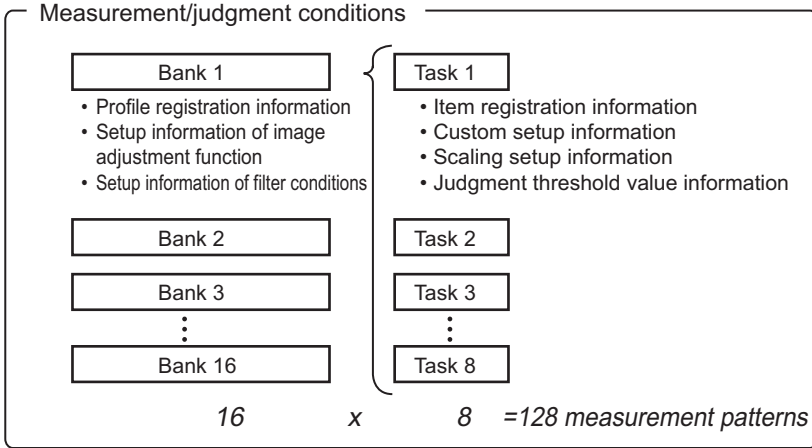 Measurement/judgment conditions
Bank 1
• Profile registration information
• Setup information of image
adjustment function
• Setup information of filter conditions
Task 1
• Item registration information
• Custom setup information
• Scaling setup information
• Judgment threshold value information
Bank 2
Task 2
Bank 3
Task 3
Bank 16
Task 8
16 x 8 =128 measurement patterns